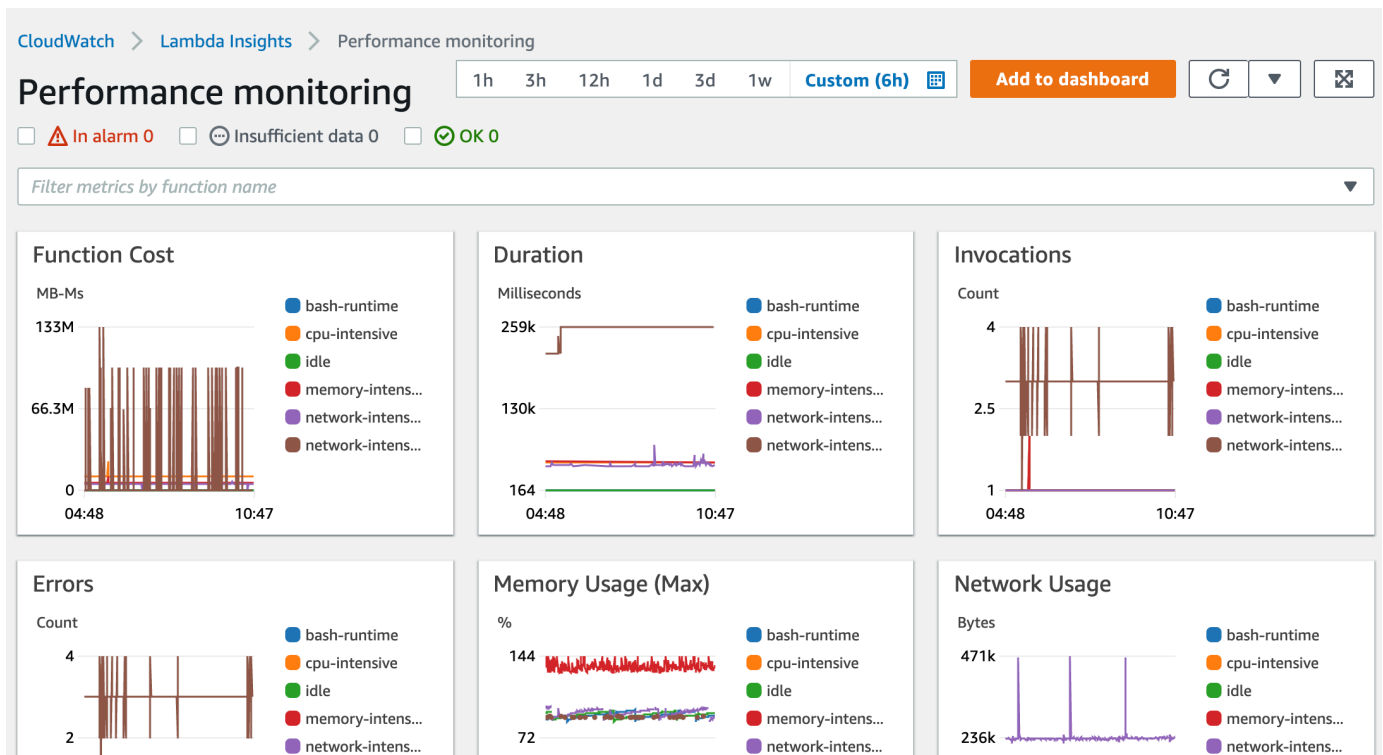 CloudWatch > Lambda Insights > Performance monitoring
Performance monitoring
1h 3h 12h 1d 3d 1w Custom (6h) Add to dashboard
In alarm 0 Insufficient data 0 OK 0
Filter metrics by function name
Function Cost
MB-Ms
133M
66.3M
0
04:48 10:47
bash-runtime
cpu-intensive
idle
memory-intens...
network-intens...
network-intens...
Duration
Milliseconds
259k
130k
164
04:48 10:47
bash-runtime
cpu-intensive
idle
memory-intens...
network-intens...
network-intens...
Invocations
Count
4
2.5
1
04:48 10:47
bash-runtime
cpu-intensive
idle
memory-intens...
network-intens...
network-intens...
Errors
Count
4
2
bash-runtime
cpu-intensive
idle
memory-intens...
network-intens...
Memory Usage (Max)
%
144
72
bash-runtime
cpu-intensive
idle
memory-intens...
network-intens...
Network Usage
Bytes
471k
236k
bash-runtime
cpu-intensive
idle
memory-intens...
network-intens...